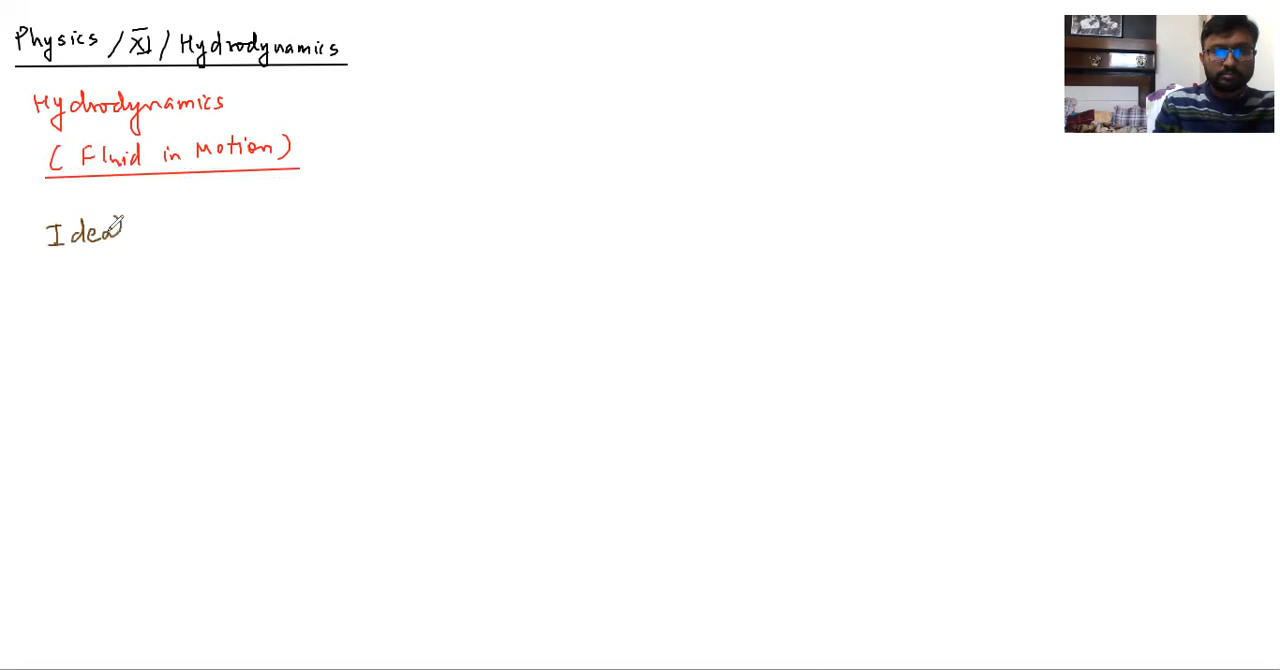 Physics / XI / Hydrodynamics
Hydrodynamics
( Fluid in Motion )
Idea